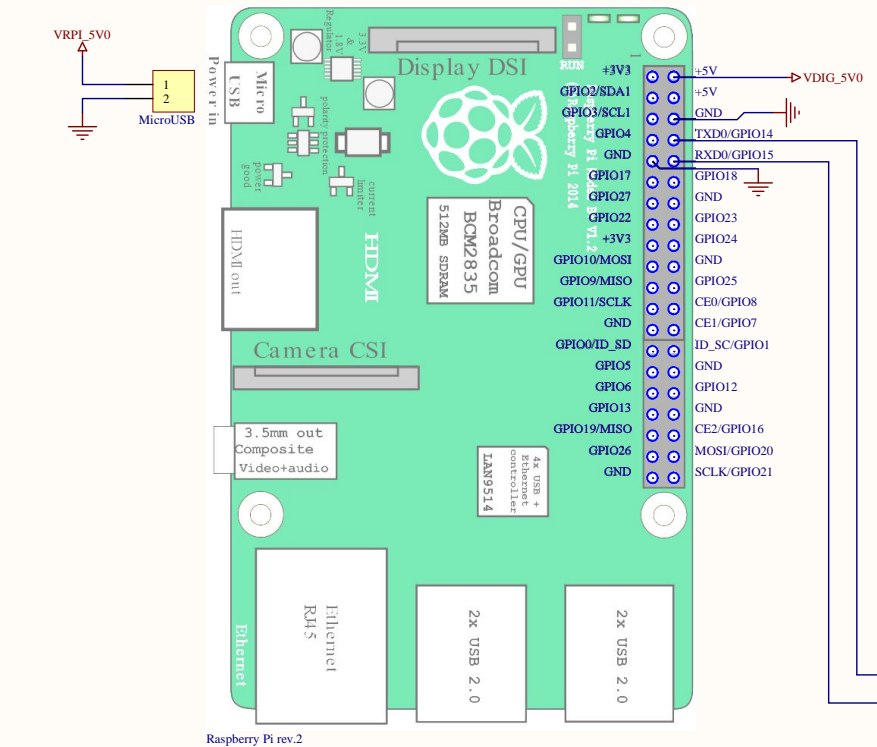 VRPI_5V0
1
2
MicroUSB
Power in
Micro
USB
Regulator
&
1.8V
3.3V
polarity protection
power
good
current
limiter
Display DSI
RUN
1
Raspberry Pi 2014
HDMI out
HDMI
CPU/GPU
Broadcom
BCM2835
512MB SDRAM
Camera CSI
3.5mm out
Composite
Video+audio
4x USB +
Ethernet
controller
LAN9514
Ethernet
Ethernet
RJ45
2x USB 2.0
2x USB 2.0
+3V3
GPIO2/SDA1
GPIO3/SCL1
GPIO4
GND
GPIO17
GPIO27
GPIO22
+3V3
GPIO10/MOSI
GPIO9/MISO
GPIO11/SCLK
GND
GPIO0/ID_SD
GPIO5
GPIO6
GPIO13
GPIO19/MISO
GPIO26
GND
+5V
+5V
GND
TXD0/GPIO14
RXD0/GPIO15
GPIO18
GND
GPIO23
GPIO24
GND
GPIO25
CE0/GPIO8
CE1/GPIO7
ID_SC/GPIO1
GND
GPIO12
GND
CE2/GPIO16
MOSI/GPIO20
SCLK/GPIO21
VDIG_5V0
Raspberry Pi rev.2